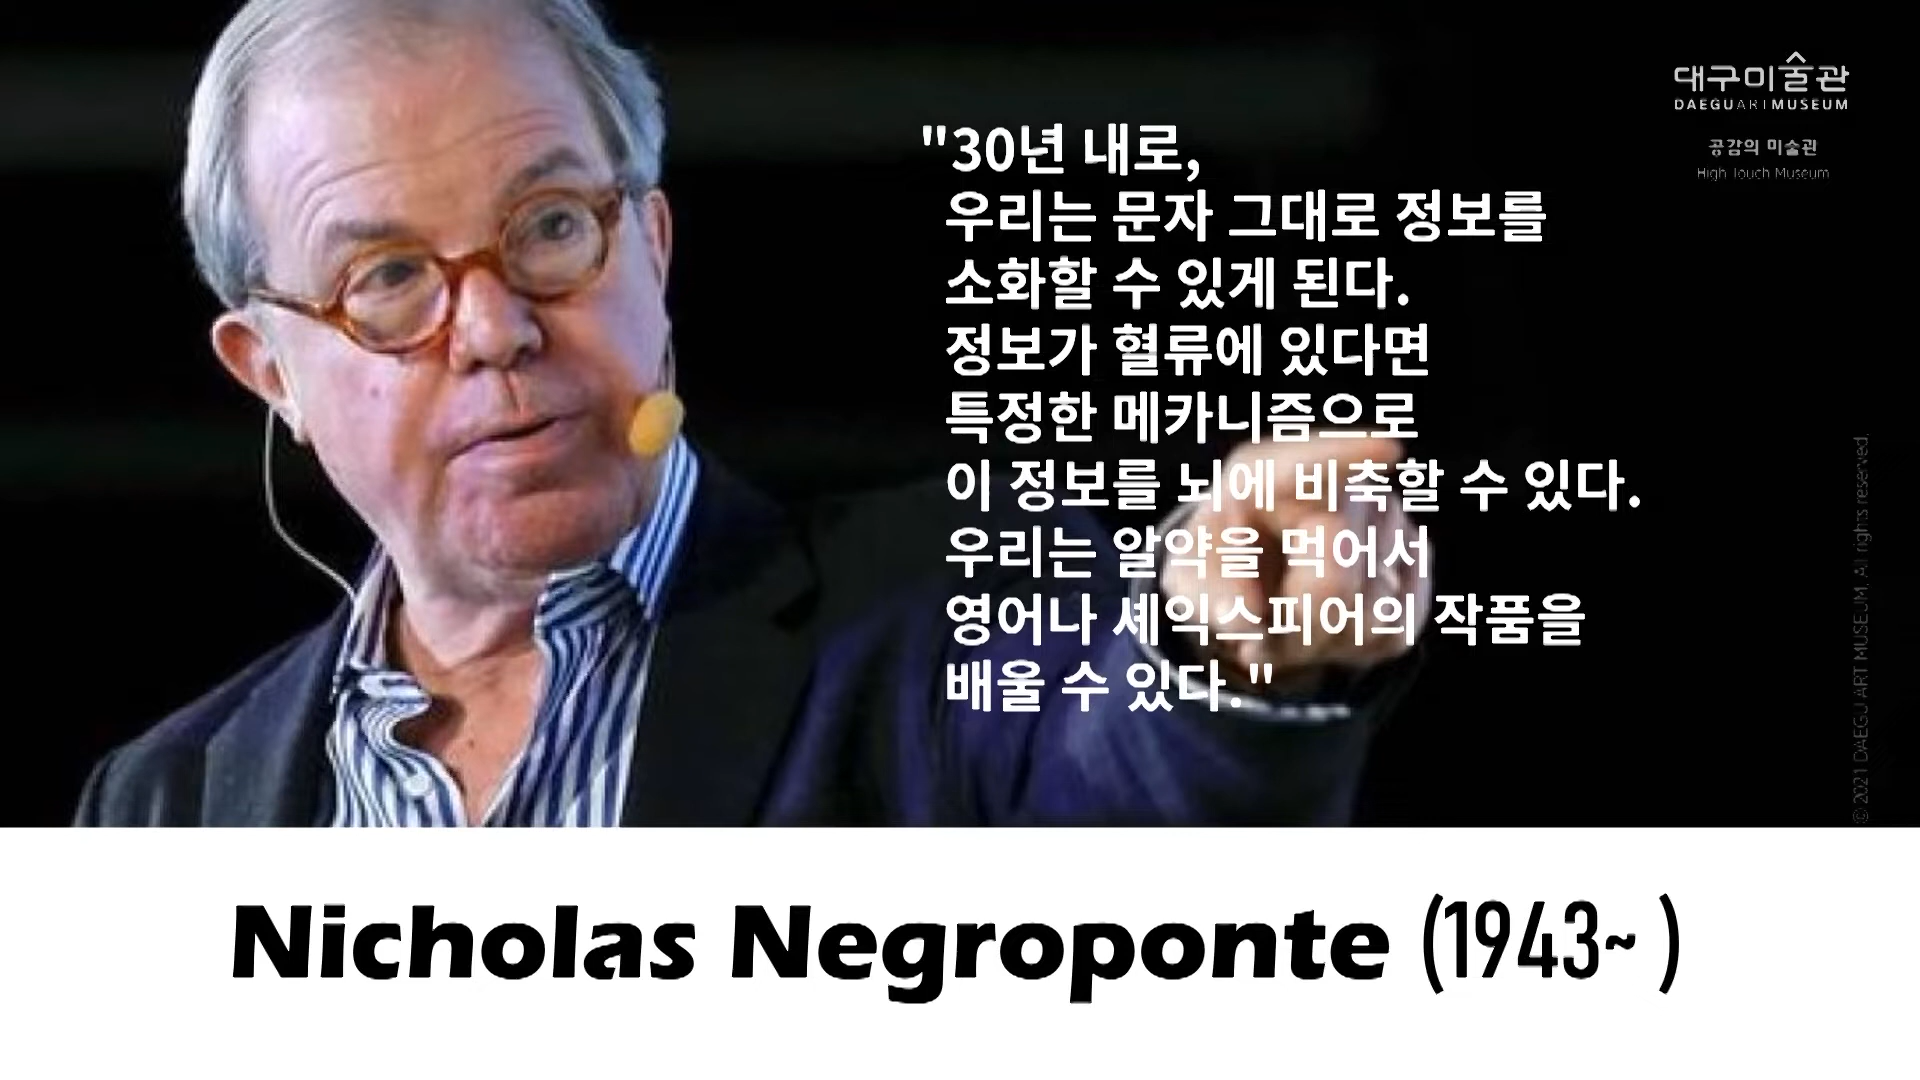 대구미술관
DAEGUARTMUSEUM
공감의 미술관
High Touch Museum
"30년 내로,
우리는 문자 그대로 정보를
소화할 수 있게 된다.
정보가 혈류에 있다면
특정한 메카니즘으로
이 정보를 뇌에 비축할 수 있다.
우리는 알약을 먹어서
영어나 셰익스피어의 작품을
배울 수 있다."
© 2021 DAEGU ART MUSEUM. All rights reserved.
Nicholas Negroponte (1943~ )